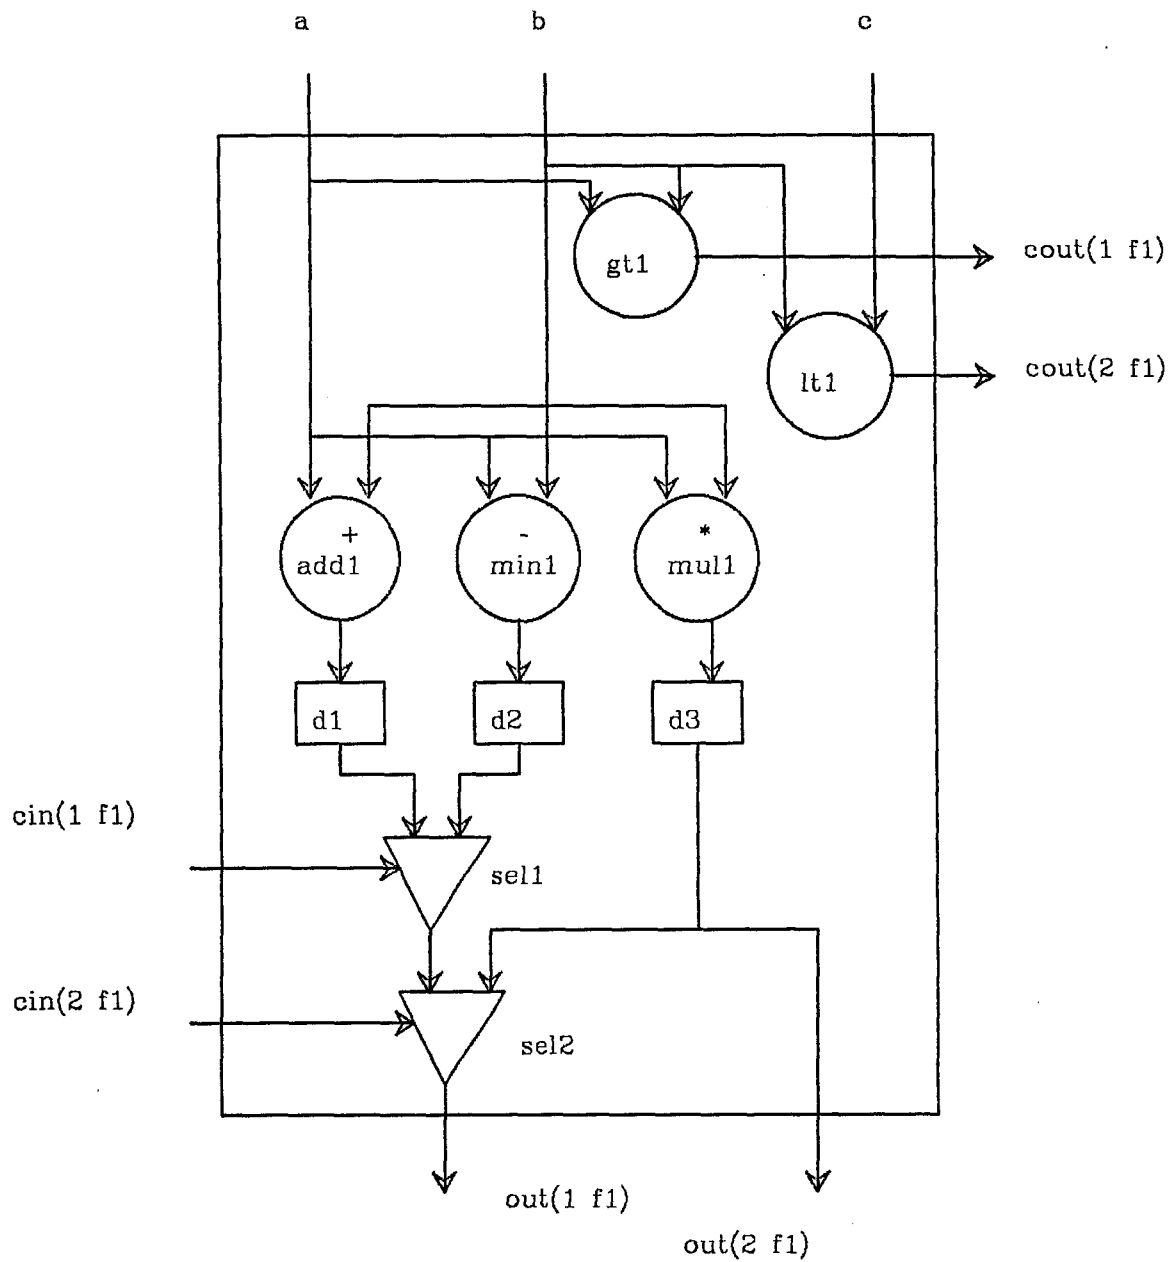 a b c
gt1
cout(1 f1)
lt1
cout(2 f1)
+ - *
add1 min1 mul1
d1 d2 d3
cin(1 f1)
sel1
cin(2 f1)
sel2
out(1 f1)
out(2 f1)